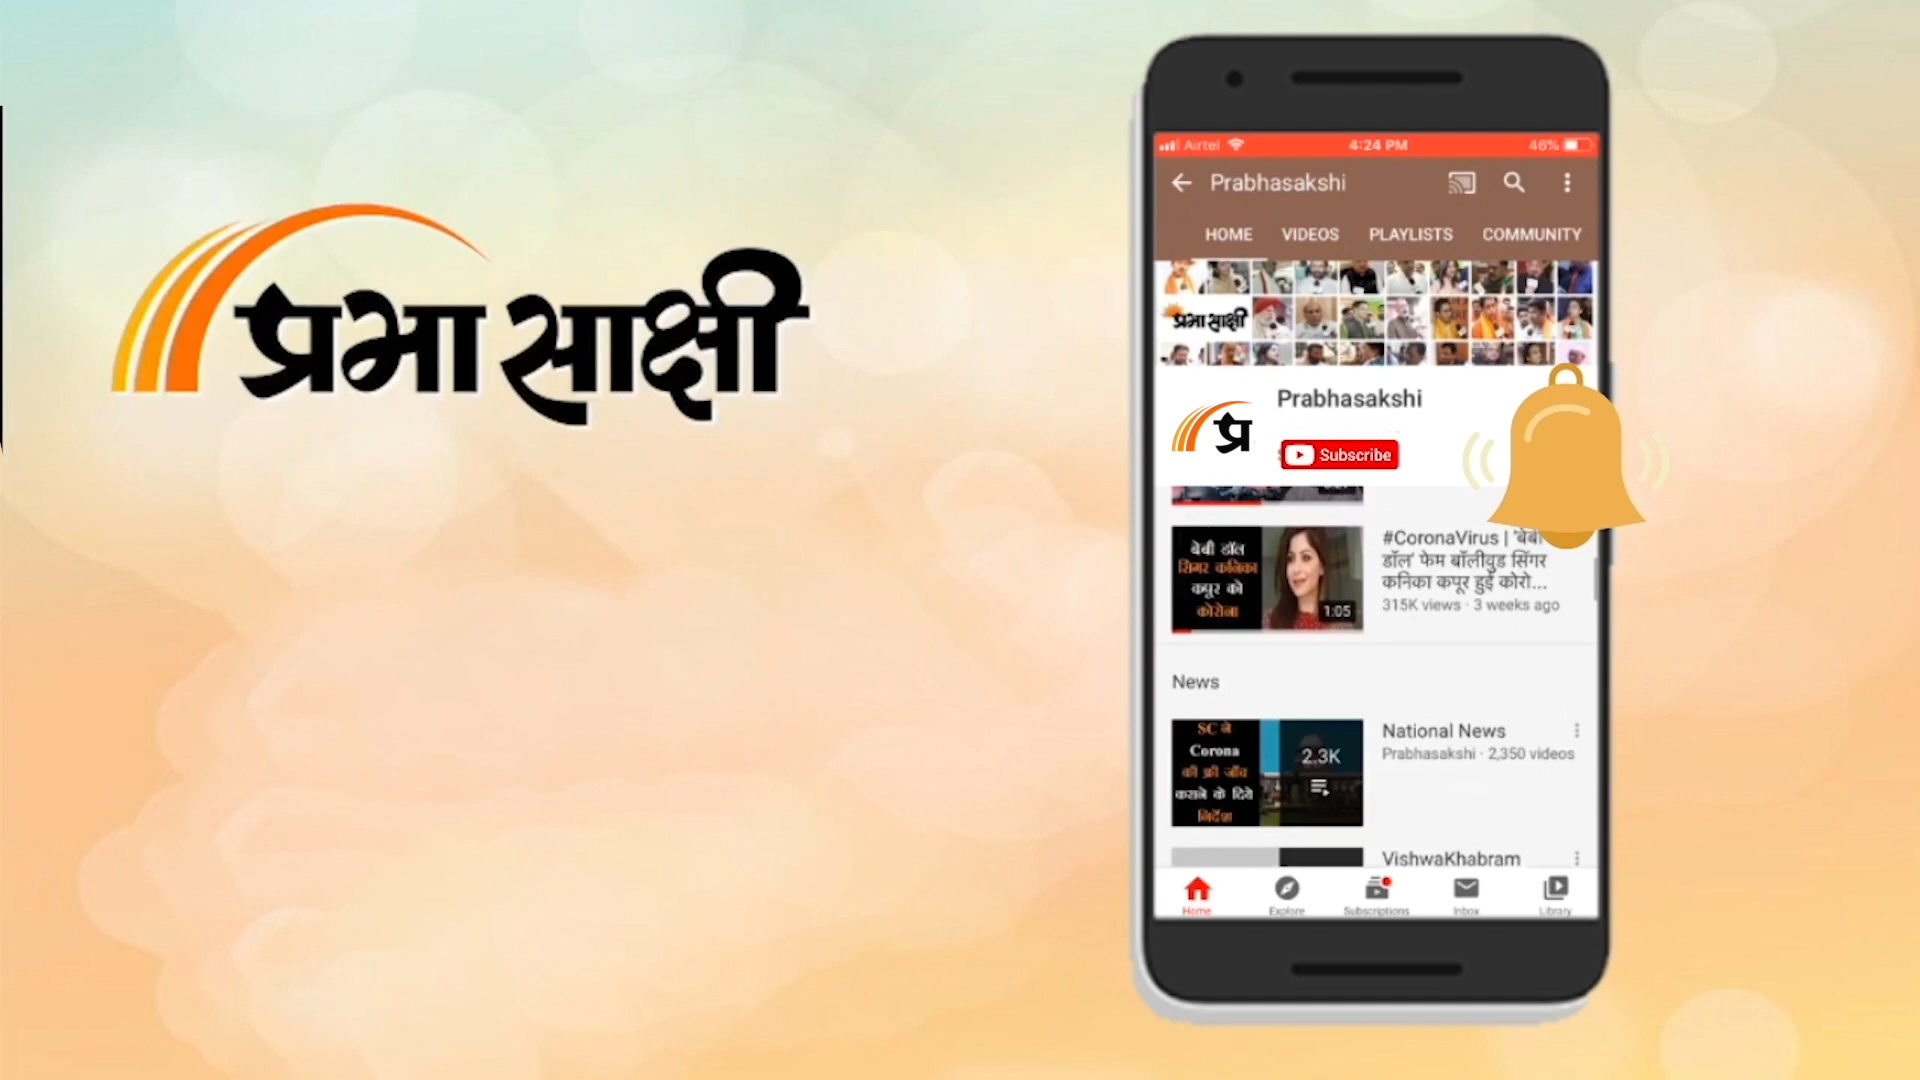 प्रभासाक्षी
Airtel 4:24 PM 46%
Prabhasakshi
HOME VIDEOS PLAYLISTS COMMUNITY
प्रभासाक्षी
Prabhasakshi
प्र
Subscribe
बेबी डॉल
सिंगर कनिका
कपूर को
कोरोना
1:05
#CoronaVirus | 'बेबी
डॉल' फेम बॉलीवुड सिंगर
कनिका कपूर हुई कोरो...
315K views · 3 weeks ago
News
SC ने
Corona
की फ्री जाँच
कराने के दिये
निर्देश
2.3K
National News
Prabhasakshi · 2,350 videos
VishwaKhabram
Home Explore Subscriptions Inbox Library